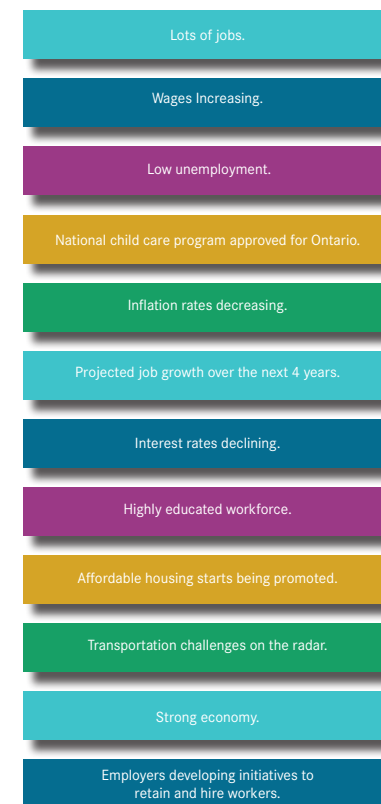 Lots of jobs.
Wages Increasing.
Low unemployment.
National child care program approved for Ontario.
Inflation rates decreasing.
Projected job growth over the next 4 years.
Interest rates declining.
Highly educated workforce.
Affordable housing starts being promoted.
Transportation challenges on the radar.
Strong economy.
Employers developing initiatives to
retain and hire workers.